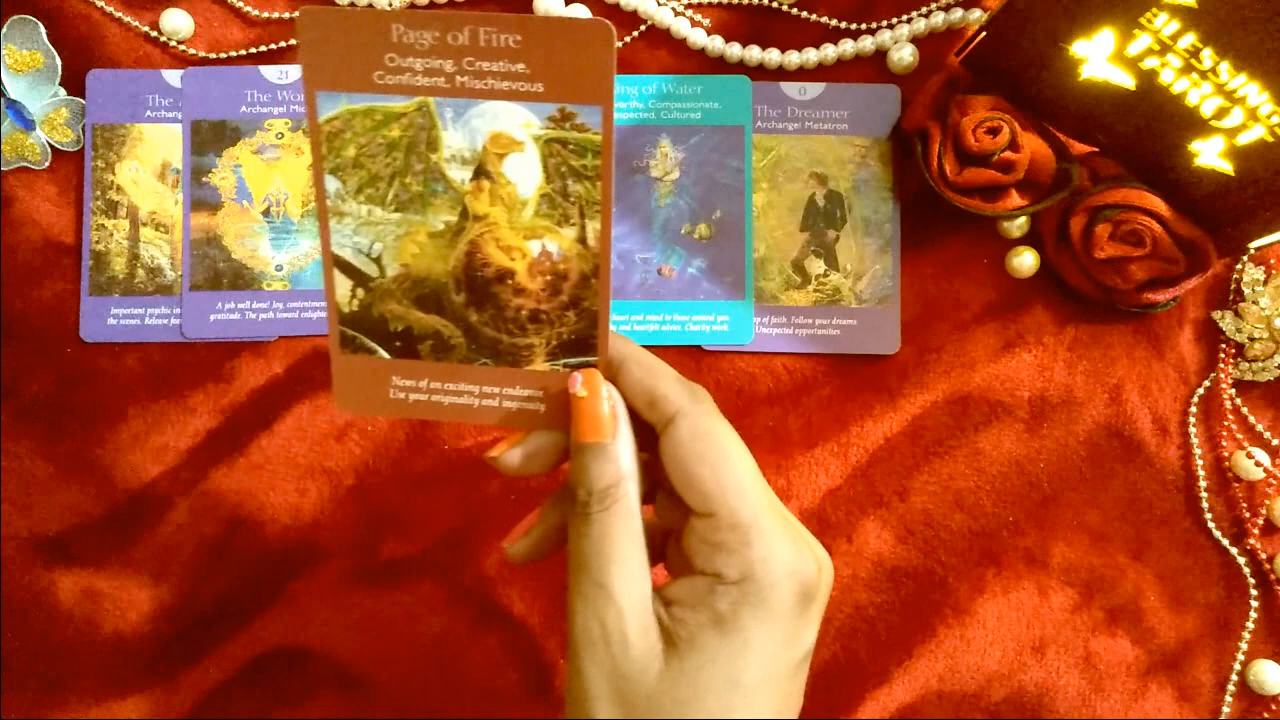 Page of Fire
Outgoing, Creative,
Confident, Mischievous
News of an exciting new endeavor.
Use your originality and ingenuity.
The
Archang
Important psychic in
the scenes. Release fea
21
The Wor
Archangel Mic
A job well done! Joy, contentment
gratitude. The path toward enlighte
ing of Water
worthy, Compassionate,
spected, Cultured
heart and mind to those around you.
and heartfelt advice. Charity work.
0
The Dreamer
Archangel Metatron
ap of faith. Follow your dreams
Unexpected opportunities
BLESSING
TAROT